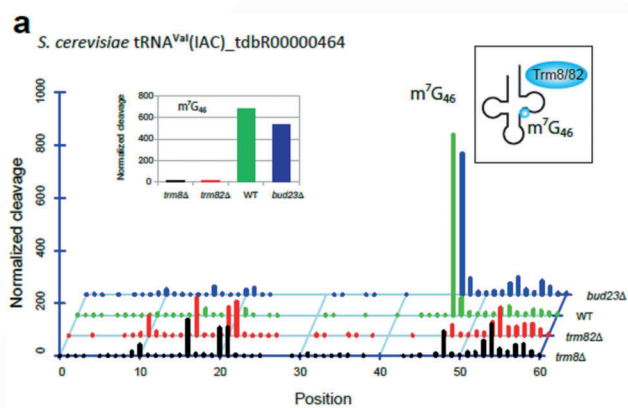 a
S. cerevisiae tRNAVal(IAC)_tdbR00000464
Trm8/82
m7G46
m7G46
m7G46
Normalized cleavage
800
600
400
200
0
trm8Δ
trm82Δ
WT
bud23Δ
Normalized cleavage
1000
800
600
400
200
0
bud23Δ
WT
trm82Δ
trm8Δ
0
10
20
30
40
50
60
Position